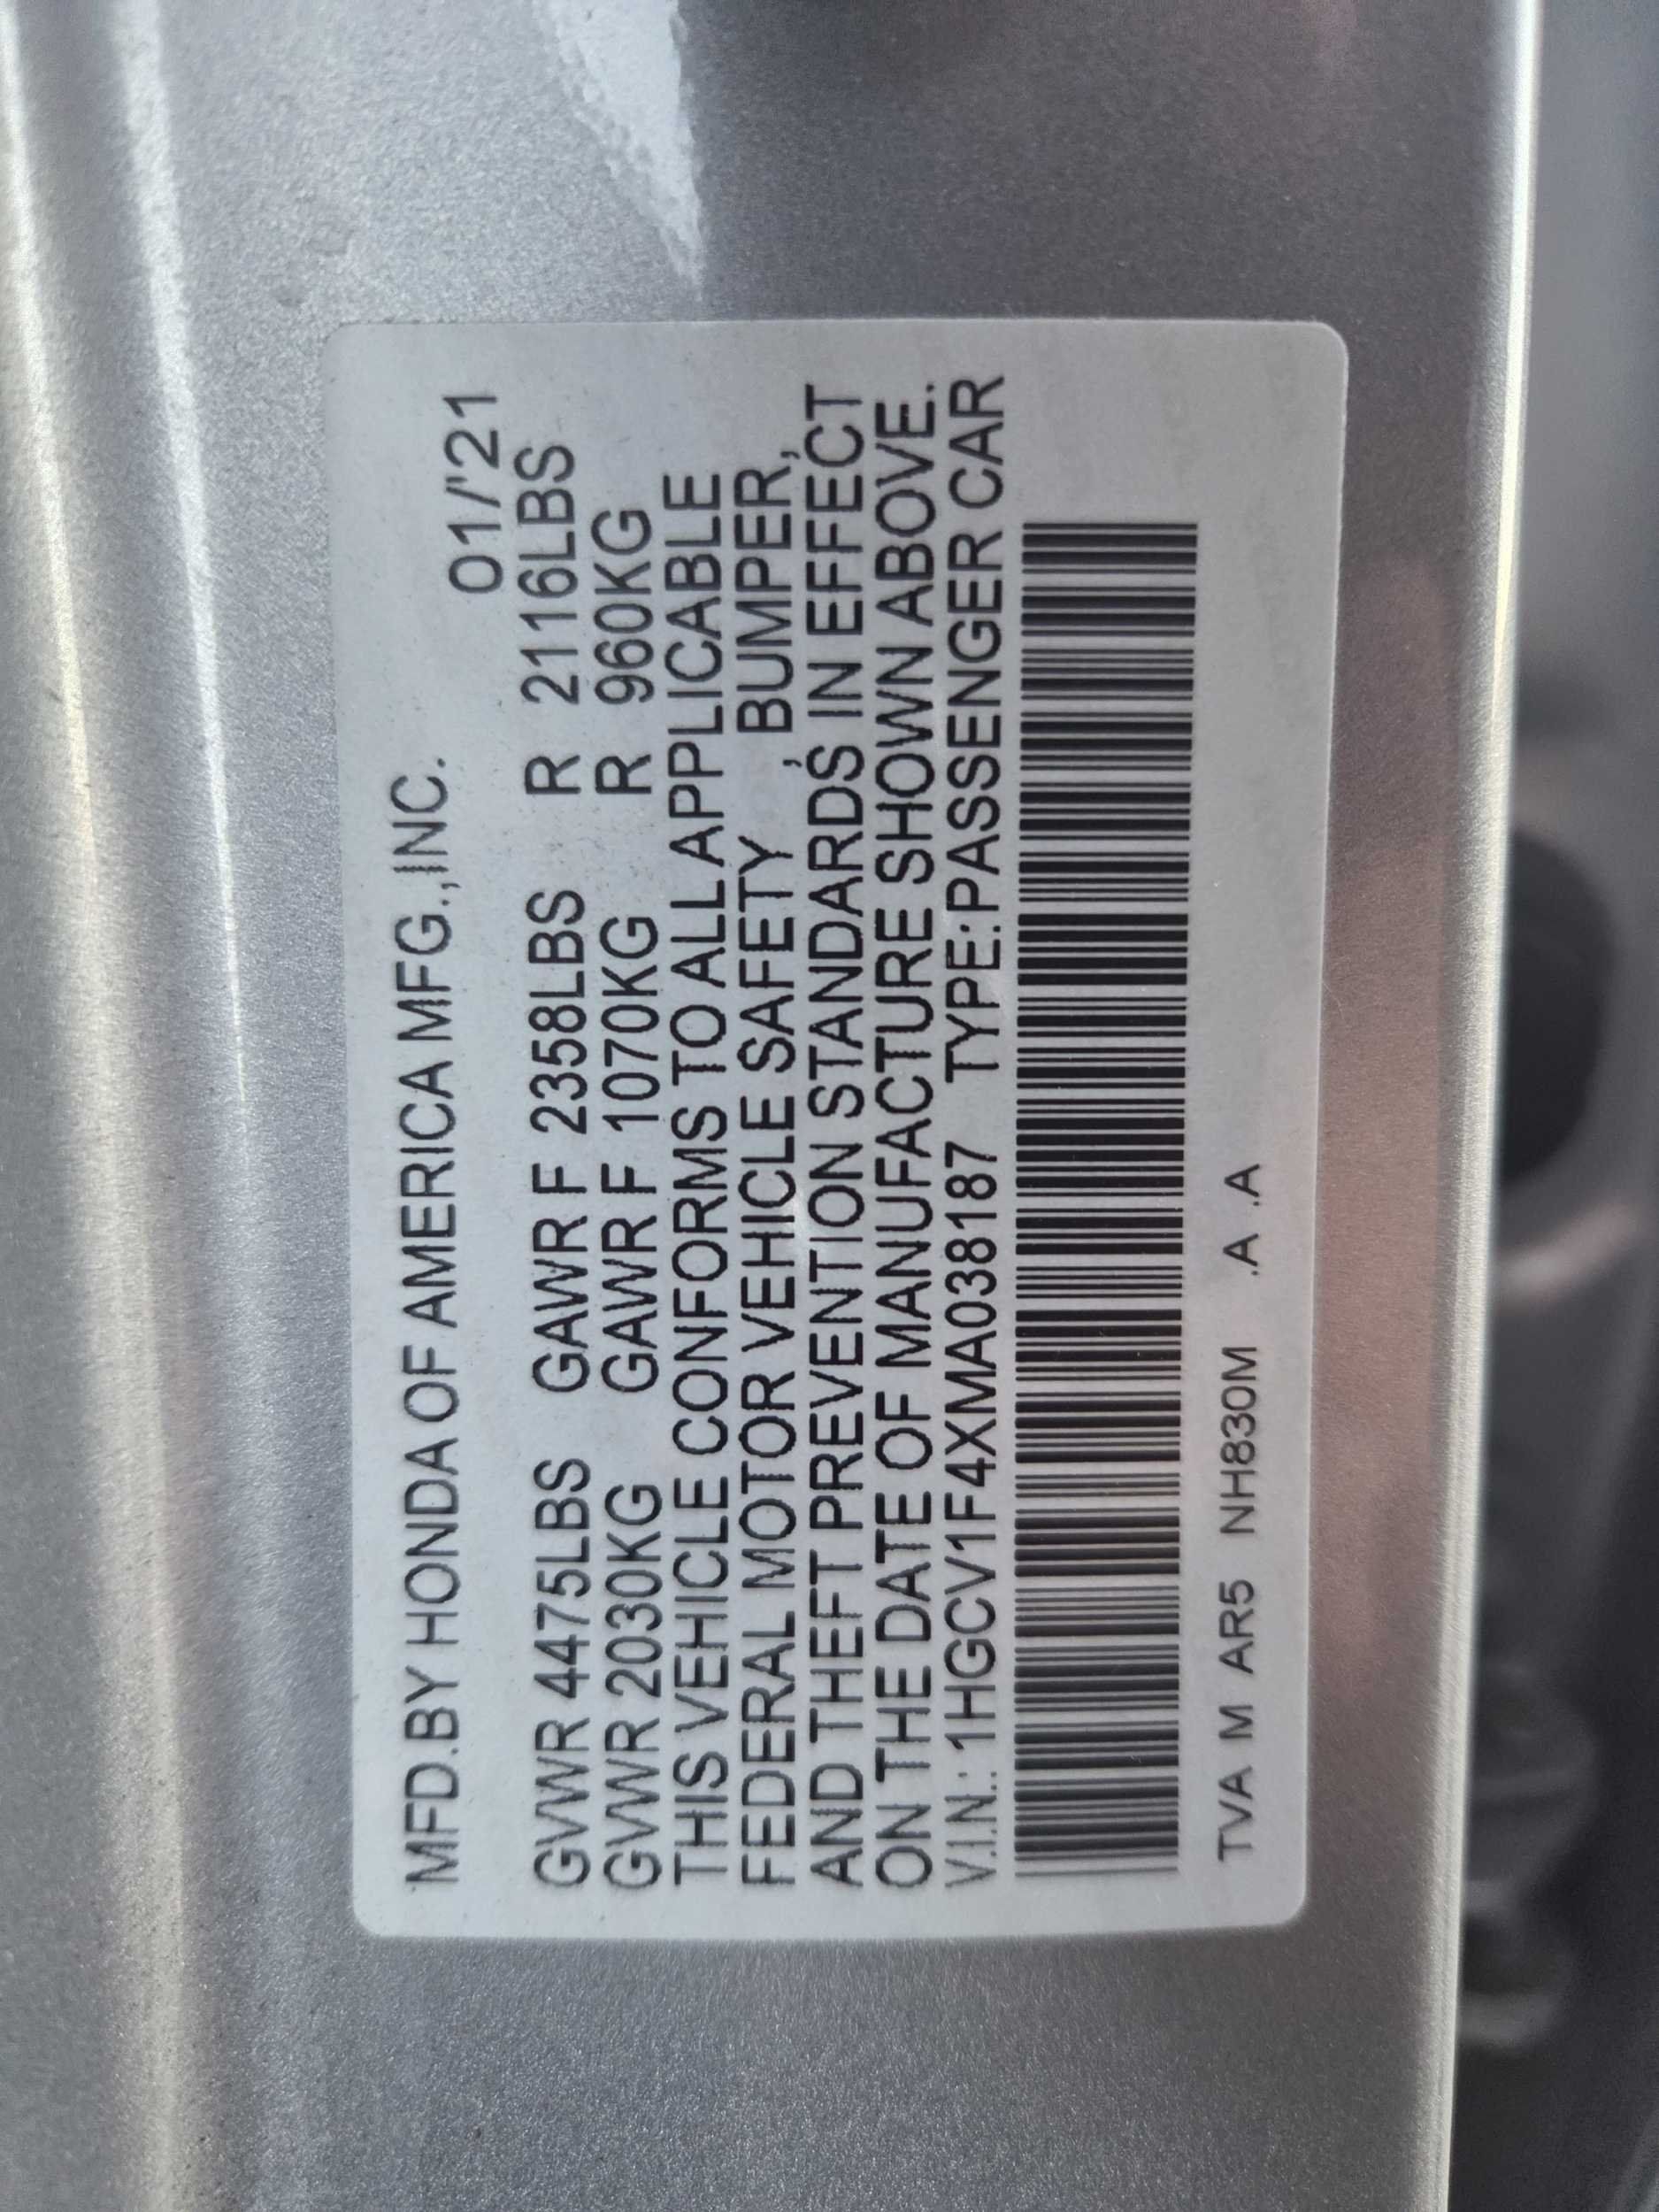 MFD.BY HONDA OF AMERICA MFG.,INC.
01/'21
GVWR 4475LBS GAWR F 2358LBS R 2116LBS
GVWR 2030KG GAWR F 1070KG R 960KG
THIS VEHICLE CONFORMS TO ALL APPLICABLE
FEDERAL MOTOR VEHICLE SAFETY , BUMPER,
AND THEFT PREVENTION STANDARDS IN EFFECT
ON THE DATE OF MANUFACTURE SHOWN ABOVE.
V.I.N.: 1HGCV1F4XMA038187 TYPE:PASSENGER CAR
TVA M AR5 NH830M .A .A